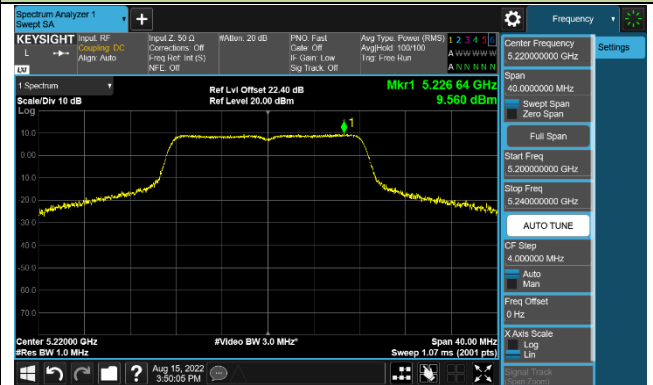 Spectrum Analyzer 1
Swept SA
Frequency
KEYSIGHT
Input: RF
Coupling: DC
Align: Auto
Input Z: 50 Ω
Corrections: Off
Freq Ref: Int (S)
NFE: Off
#Atten: 20 dB
PNO: Fast
Gate: Off
IF Gain: Low
Sig Track: Off
Avg Type: Power (RMS)
Avg|Hold: 100/100
Trig: Free Run
1 2 3 4 5 6
A W W W W W
A N N N N N
L
1 Spectrum
Scale/Div 10 dB
Log
Ref Lvl Offset 22.40 dB
Ref Level 20.00 dBm
Mkr1 5.226 64 GHz
9.560 dBm
1
10.0
0.00
-10.0
-20.0
-30.0
-40.0
-50.0
-60.0
-70.0
Center 5.22000 GHz
#Res BW 1.0 MHz
#Video BW 3.0 MHz*
Span 40.00 MHz
Sweep 1.07 ms (2001 pts)
Aug 15, 2022
3:50:05 PM
Center Frequency
5.220000000 GHz
Settings
Span
40.0000000 MHz
Swept Span
Zero Span
Full Span
Start Freq
5.200000000 GHz
Stop Freq
5.240000000 GHz
AUTO TUNE
CF Step
4.000000 MHz
Auto
Man
Freq Offset
0 Hz
X Axis Scale
Log
Lin
Signal Track
(Span Zoom)